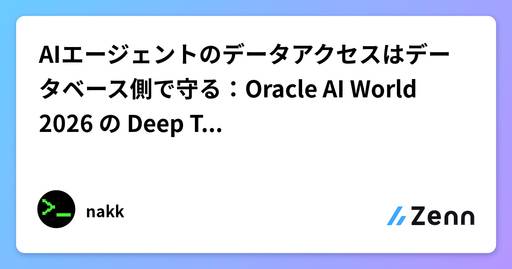 AIエージェントのデータアクセスはデー
タベース側で守る：Oracle AI World
2026 の Deep T...
>_
nakk
Zenn